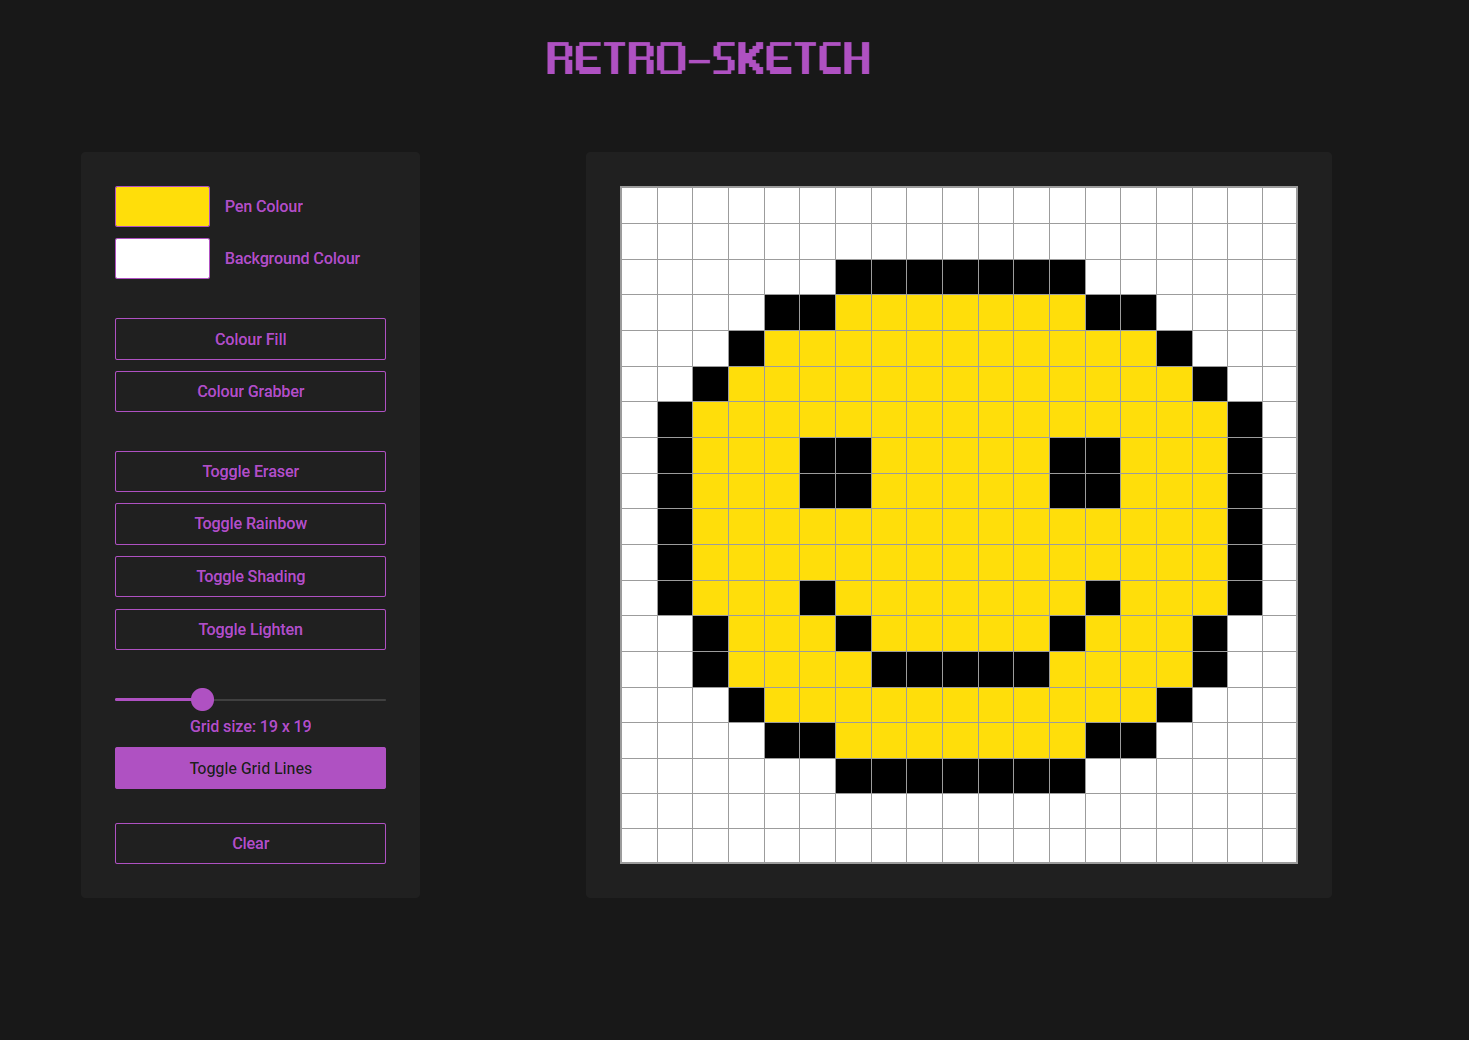 RETRO-SKETCH
Pen Colour
Background Colour
Colour Fill
Colour Grabber
Toggle Eraser
Toggle Rainbow
Toggle Shading
Toggle Lighten
Grid size: 19 x 19
Toggle Grid Lines
Clear